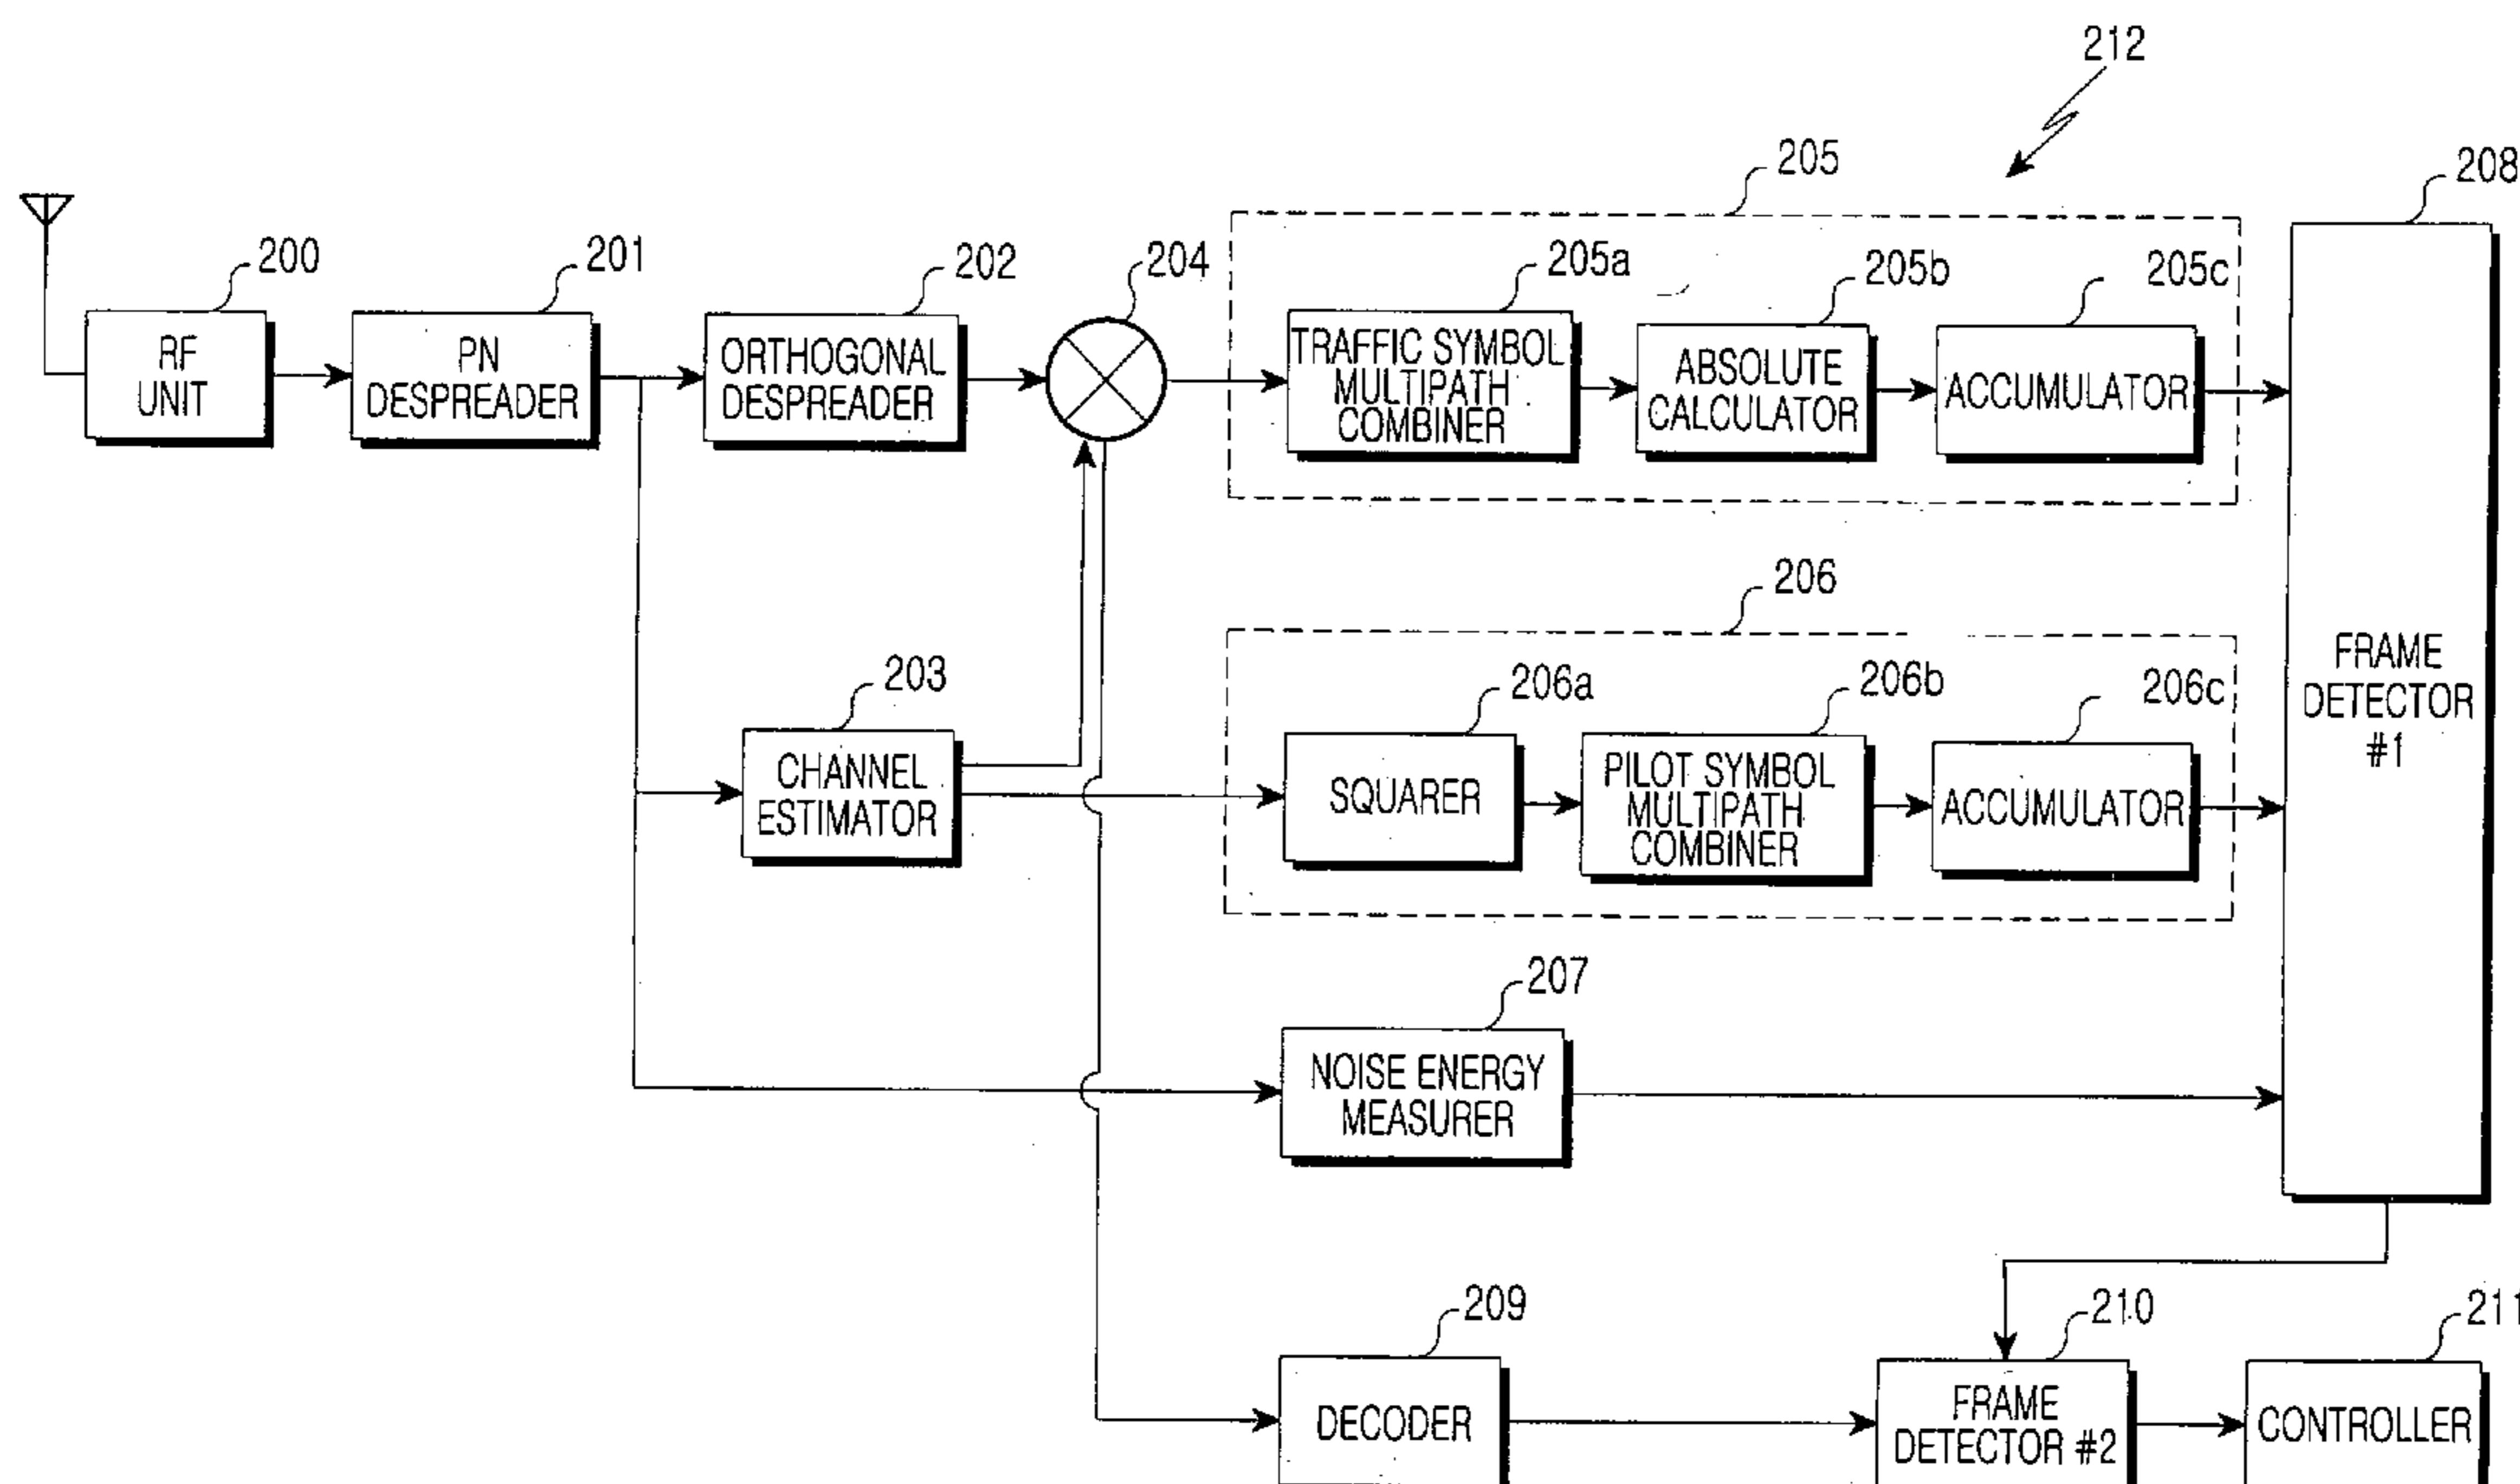 212
205
208
200
201
202
204
205a
205b
205c
RF
UNIT
PN
DESPREADER
ORTHOGONAL
DESPREADER
TRAFFIC SYMBOL
MULTIPATH
COMBINER
ABSOLUTE
CALCULATOR
ACCUMULATOR
206
203
206a
206b
206c
CHANNEL
ESTIMATOR
SQUARER
PILOT SYMBOL
MULTIPATH
COMBINER
ACCUMULATOR
FRAME
DETECTOR
#1
207
NOISE ENERGY
MEASURER
209
210
211
DECODER
FRAME
DETECTOR #2
CONTROLLER